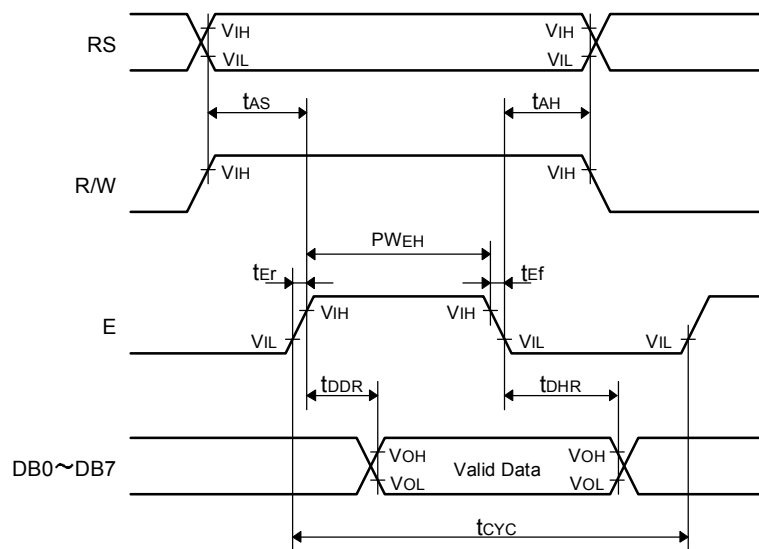 RS VIH VIL VIH VIL
tAS tAH
R/W VIH VIH
PWEH
tEr tEf
E VIH VIH
VIL VIL VIL
tDDR tDHR
DB0～DB7 VOH VOL Valid Data VOH VOL
tCYC